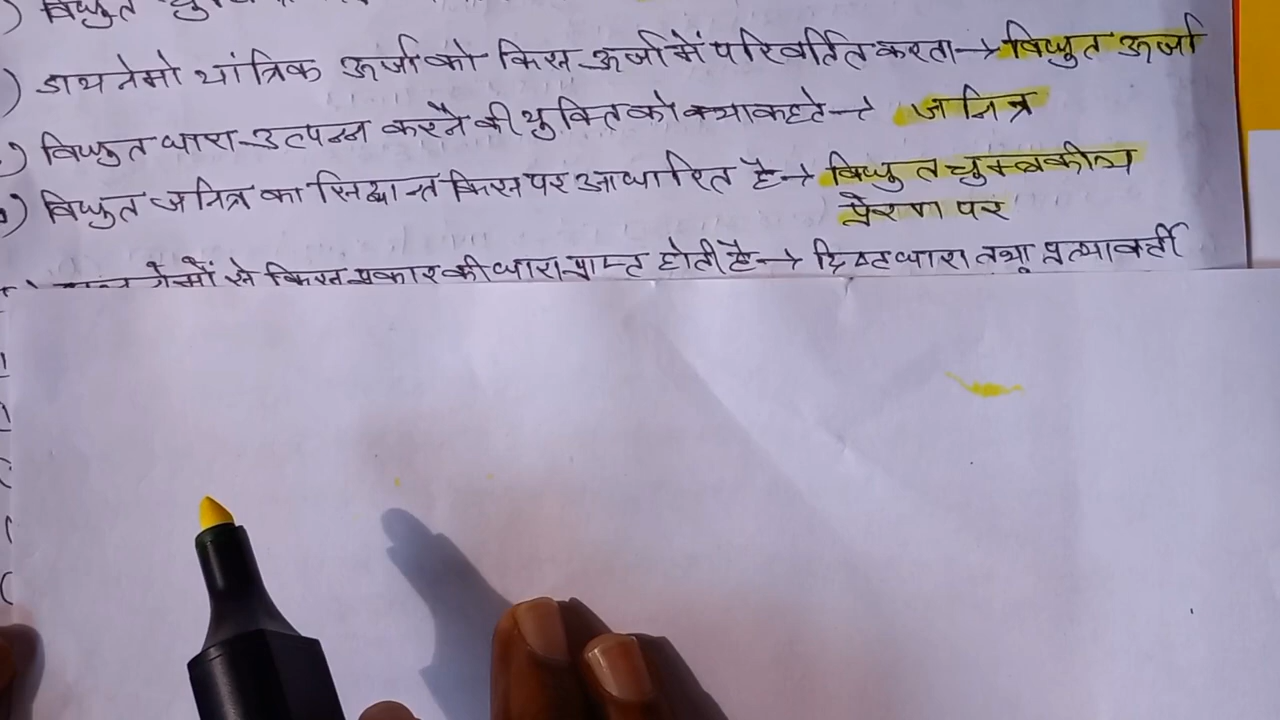 ) विद्युत
) डायनेमो यांत्रिक ऊर्जा को किस ऊर्जा में परिवर्तित करता → विद्युत ऊर्जा
) विद्युत धारा उत्पन्न करने की युक्ति को क्या कहते → जनित्र
) विद्युत जनित्र का सिद्धान्त किस पर आधारित है → विद्युत चुम्बकीय
प्रेरण पर
से किस प्रकार की धारा प्राप्त होती है → दिष्ट धारा तथा प्रत्यावर्ती